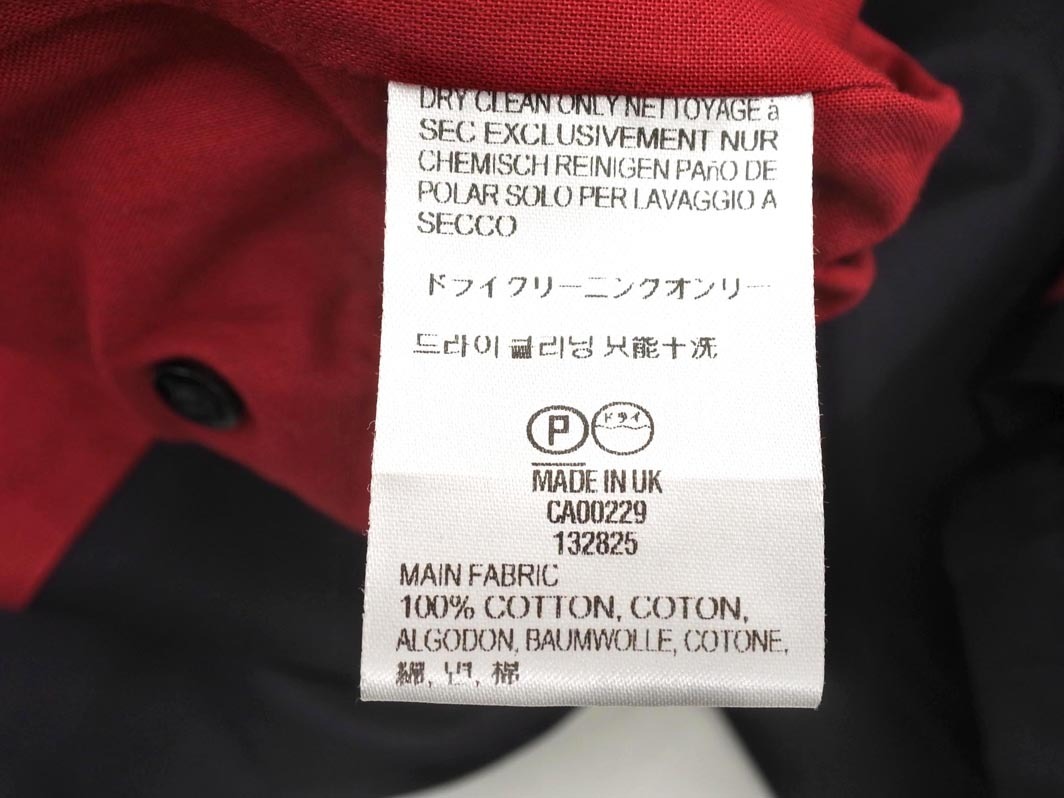 DRY CLEAN ONLY NETTOYAGE à
SEC EXCLUSIVEMENT NUR
CHEMISCH REINIGEN PAñO DE
POLAR SOLO PER LAVAGGIO A
SECCO
ドライクリーニングオンリー
드라이 클리닝 只能干洗
P ドライ
MADE IN UK
CA00229
132825
MAIN FABRIC
100% COTTON, COTON,
ALGODON, BAUMWOLLE, COTONE,
綿, 면, 棉